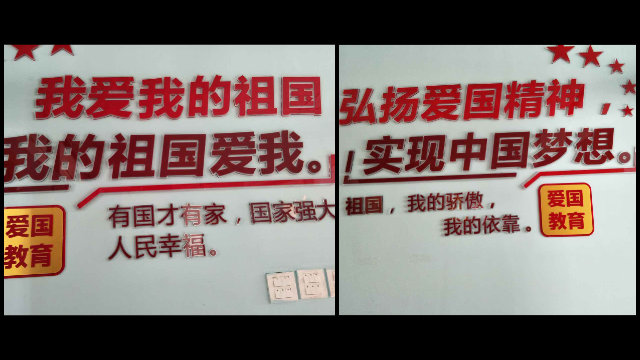 我爱我的祖国
我的祖国爱我。
爱国
教育
有国才有家，国家强大
人民幸福。
弘扬爱国精神，
实现中国梦想。
祖国，我的骄傲，
我的依靠。
爱国
教育